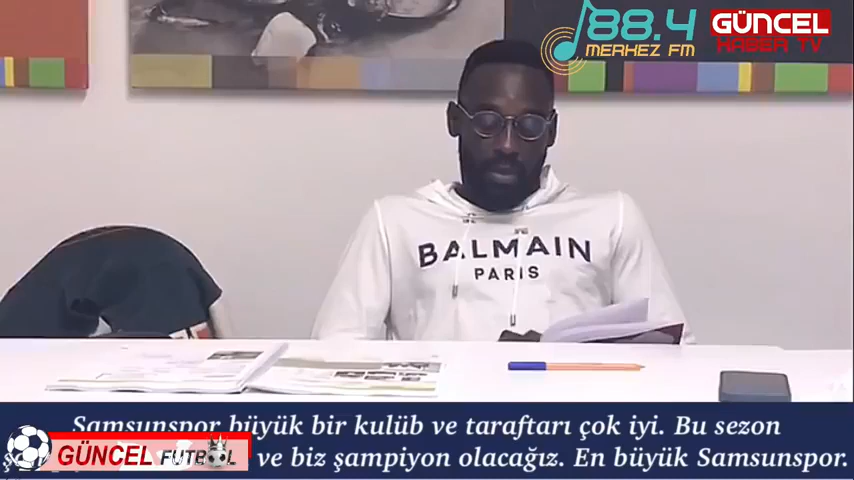 88.4
MERKEZ FM
GÜNCEL
HABER TV
BALMAIN
PARIS
Samsunspor büyük bir kulüb ve taraftarı çok iyi. Bu sezon
ve biz şampiyon olacağız. En büyük Samsunspor.
GÜNCEL FUTBOL